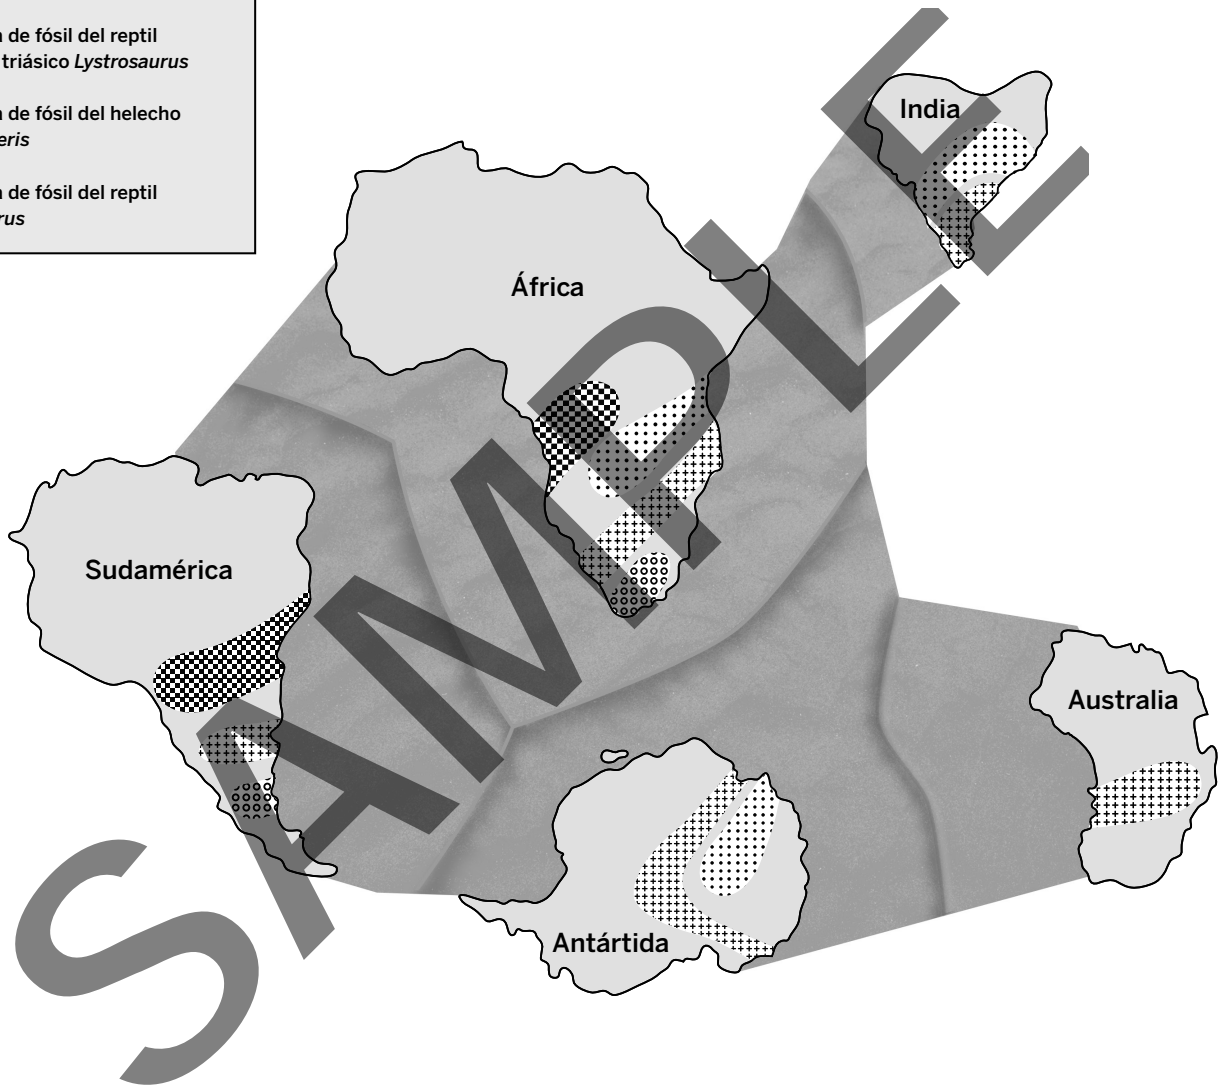 de fósil del reptil
triásico Lystrosaurus
de fósil del helecho
eris
de fósil del reptil
rus
India
África
Sudamérica
Australia
Antártida
SAMPLE